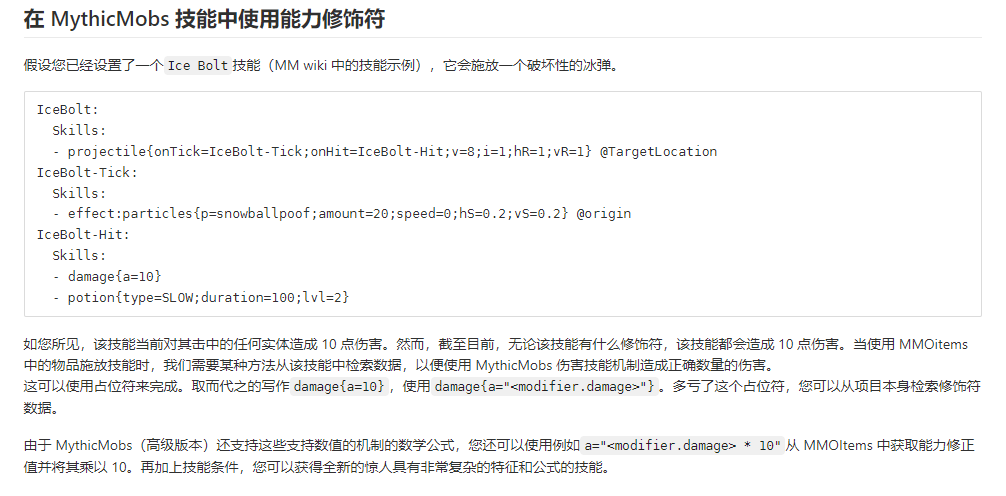 在 MythicMobs 技能中使用能力修饰符
假设您已经设置了一个 Ice Bolt 技能（MM wiki 中的技能示例），它会施放一个破坏性的冰弹。
IceBolt:
  Skills:
  - projectile{onTick=IceBolt-Tick;onHit=IceBolt-Hit;v=8;i=1;hR=1;vR=1} @TargetLocation
IceBolt-Tick:
  Skills:
  - effect:particles{p=snowballpoof;amount=20;speed=0;hS=0.2;vS=0.2} @origin
IceBolt-Hit:
  Skills:
  - damage{a=10}
  - potion{type=SLOW;duration=100;lvl=2}
如您所见，该技能当前对其击中的任何实体造成 10 点伤害。然而，截至目前，无论该技能有什么修饰符，该技能都会造成 10 点伤害。当使用 MMOitems
中的物品施放技能时，我们需要某种方法从该技能中检索数据，以便使用 MythicMobs 伤害技能机制造成正确数量的伤害。
这可以使用占位符来完成。取而代之的写作 damage{a=10} ，使用 damage{a="<modifier.damage>"} 。多亏了这个占位符，您可以从项目本身检索修饰符
数据。
由于 MythicMobs（高级版本）还支持这些支持数值的机制的数学公式，您还可以使用例如 a="<modifier.damage> * 10" 从 MMOItems 中获取能力修正
值并将其乘以 10。再加上技能条件，您可以获得全新的惊人具有非常复杂的特征和公式的技能。